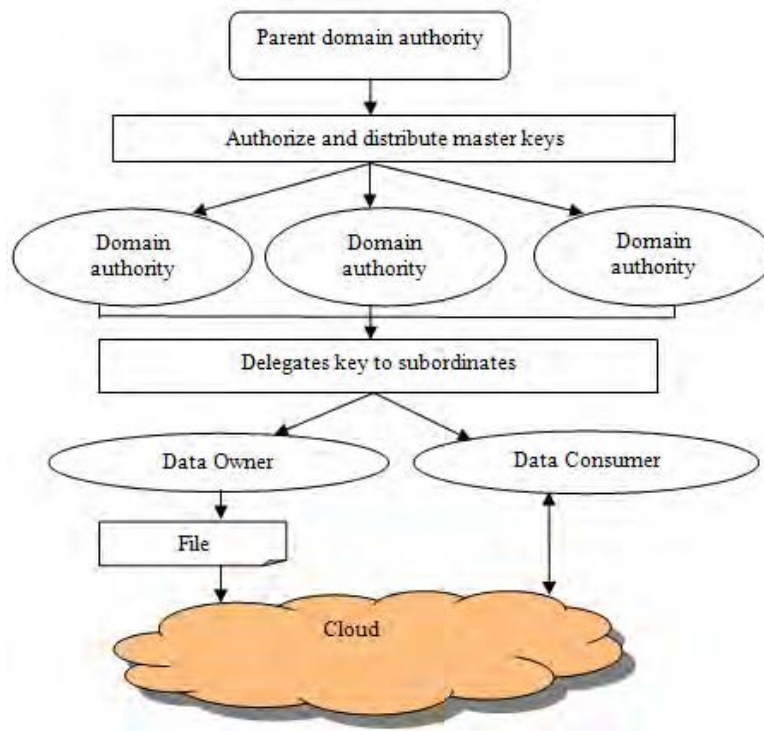 Parent domain authority
Authorize and distribute master keys
Domain
authority
Domain
authority
Domain
authority
Delegates key to subordinates
Data Owner
Data Consumer
File
Cloud